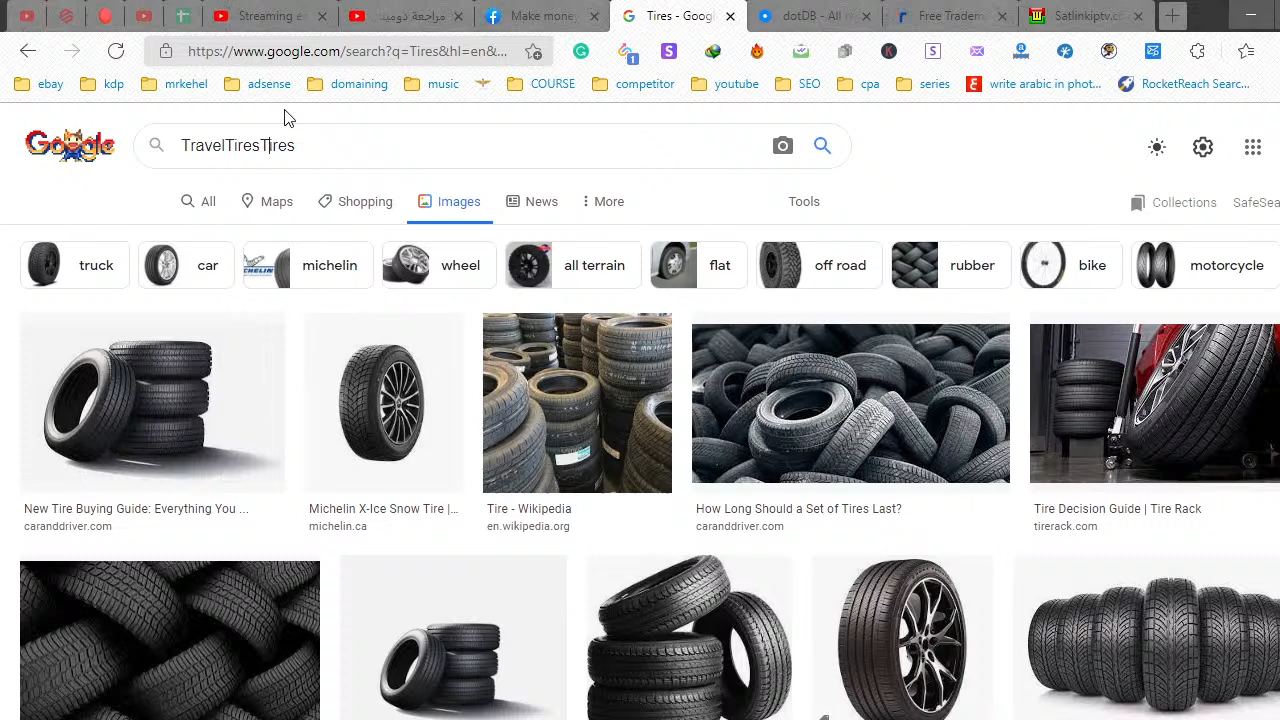 Streaming e
مراجعة دومينا
Make money
Tires - Goog
dotDB - All
Free Tradem
Satlinkiptv.c
https://www.google.com/search?q=Tires&hl=en&...
1
ebay
kdp
mrkehel
adsense
domaining
music
COURSE
competitor
youtube
SEO
cpa
series
write arabic in phot...
RocketReach Sear...
Google
TravelTiresTires
All
Maps
Shopping
Images
News
More
Tools
Collections
SafeSea
truck
car
michelin
wheel
all terrain
flat
off road
rubber
bike
motorcycle
New Tire Buying Guide: Everything You ...
caranddriver.com
Michelin X-Ice Snow Tire |...
michelin.ca
Tire - Wikipedia
en.wikipedia.org
How Long Should a Set of Tires Last?
caranddriver.com
Tire Decision Guide | Tire Rack
tirerack.com